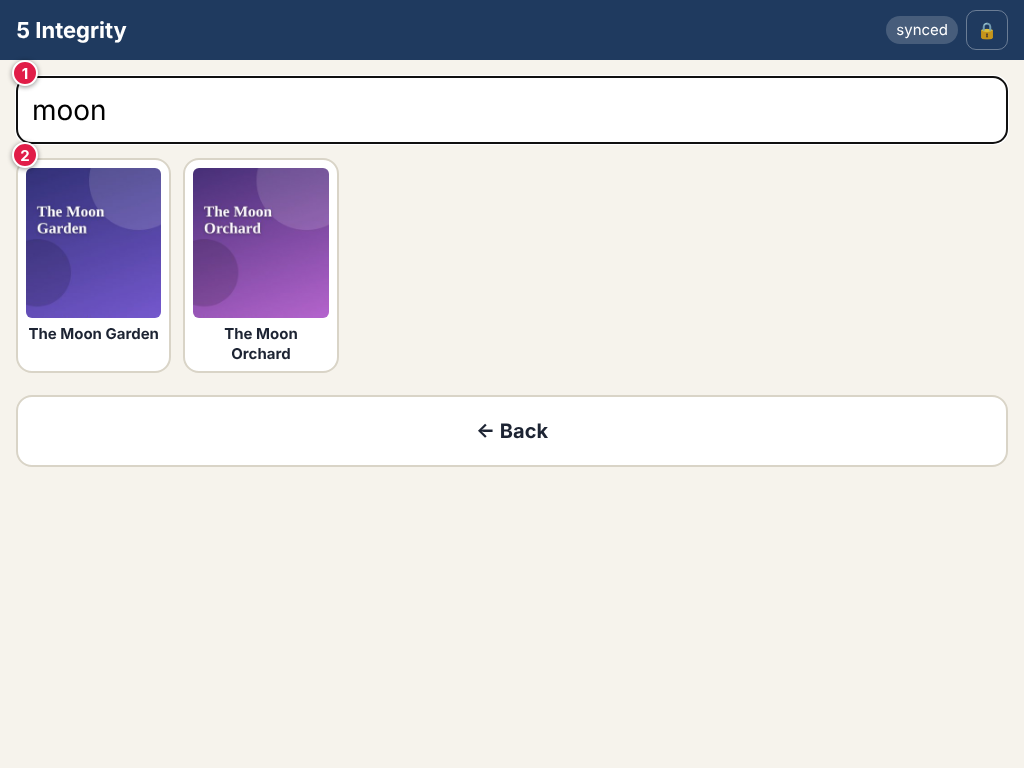 5 Integrity
synced
1
moon
2
The Moon
Garden
The Moon
Orchard
The Moon Garden
The Moon
Orchard
← Back